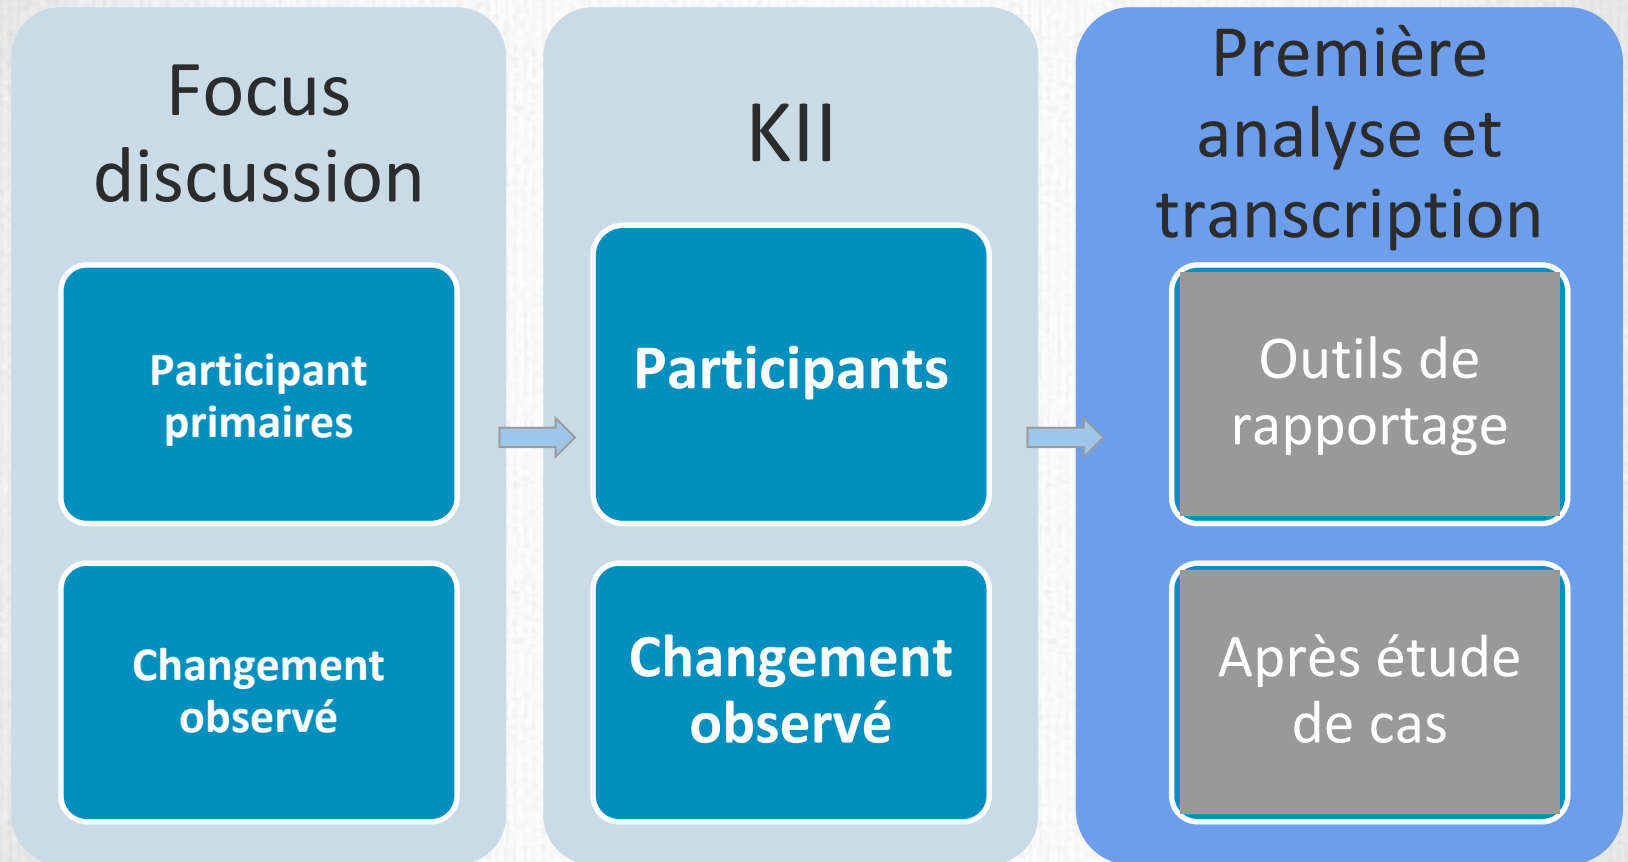 Focus
discussion
Participant
primaires
Changement
observé
KII
Participants
Changement
observé
Première
analyse et
transcription
Outils de
rapportage
Après étude
de cas